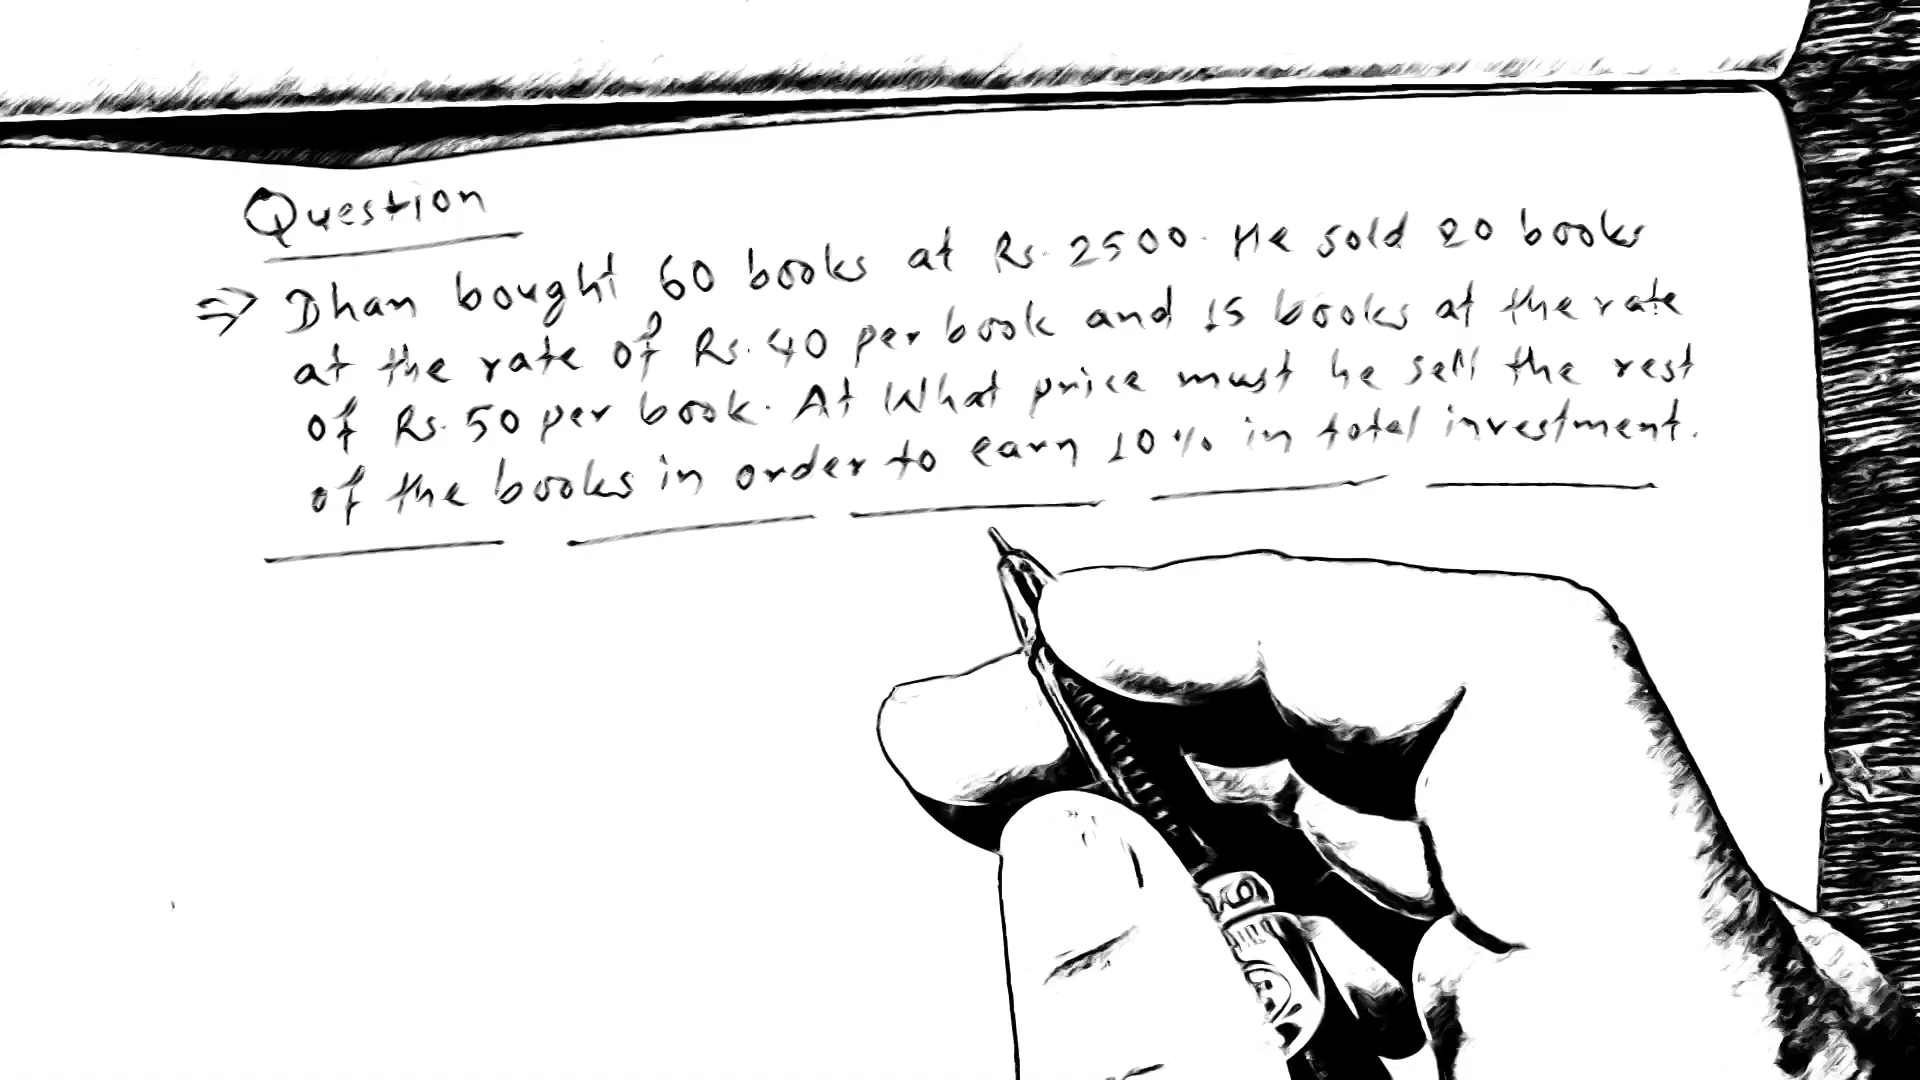 Question
⇒ Dhan bought 60 books at Rs. 2500. He sold 20 books
at the rate of Rs. 40 per book and 15 books at the rate
of Rs. 50 per book. At What price must he sell the rest
of the books in order to earn 10% in total investment.